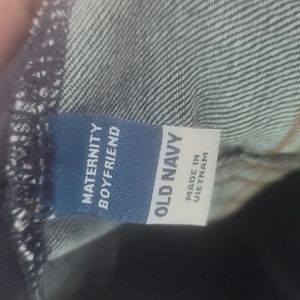 MATERNITY
BOYFRIEND
OLD NAVY
MADE IN
VIETNAM